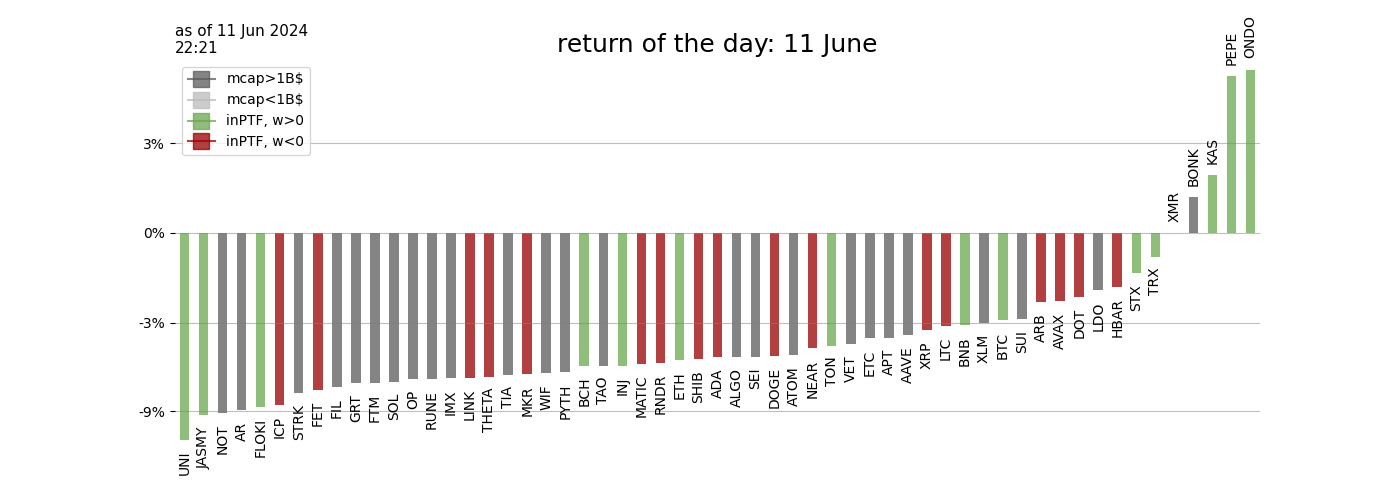 as of 11 Jun 2024
22:21
return of the day: 11 June
mcap>1B$
mcap<1B$
inPTF, w>0
inPTF, w<0
3%
0%
-3%
-9%
UNI
JASMY
NOT
AR
FLOKI
ICP
STRK
FET
FIL
GRT
FTM
SOL
OP
RUNE
IMX
LINK
THETA
TIA
MKR
WIF
PYTH
BCH
TAO
INJ
MATIC
RNDR
ETH
SHIB
ADA
ALGO
SEI
DOGE
ATOM
NEAR
TON
VET
ETC
APT
AAVE
XRP
LTC
BNB
XLM
BTC
SUI
ARB
AVAX
DOT
LDO
HBAR
STX
TRX
XMR
BONK
KAS
PEPE
ONDO